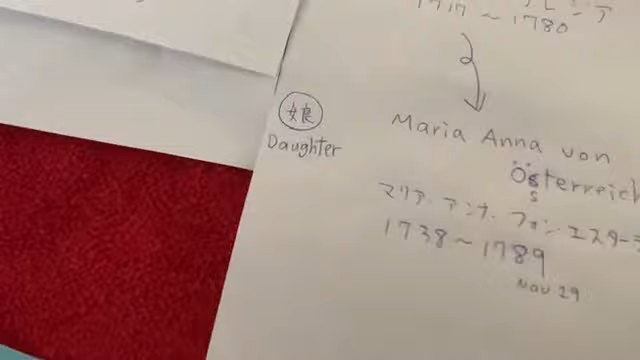 1717～1780
娘
Daughter
Maria Anna von
Österreich
s
マリア・アンナ・フォン・エスターラ
1738～1789
Nov 29